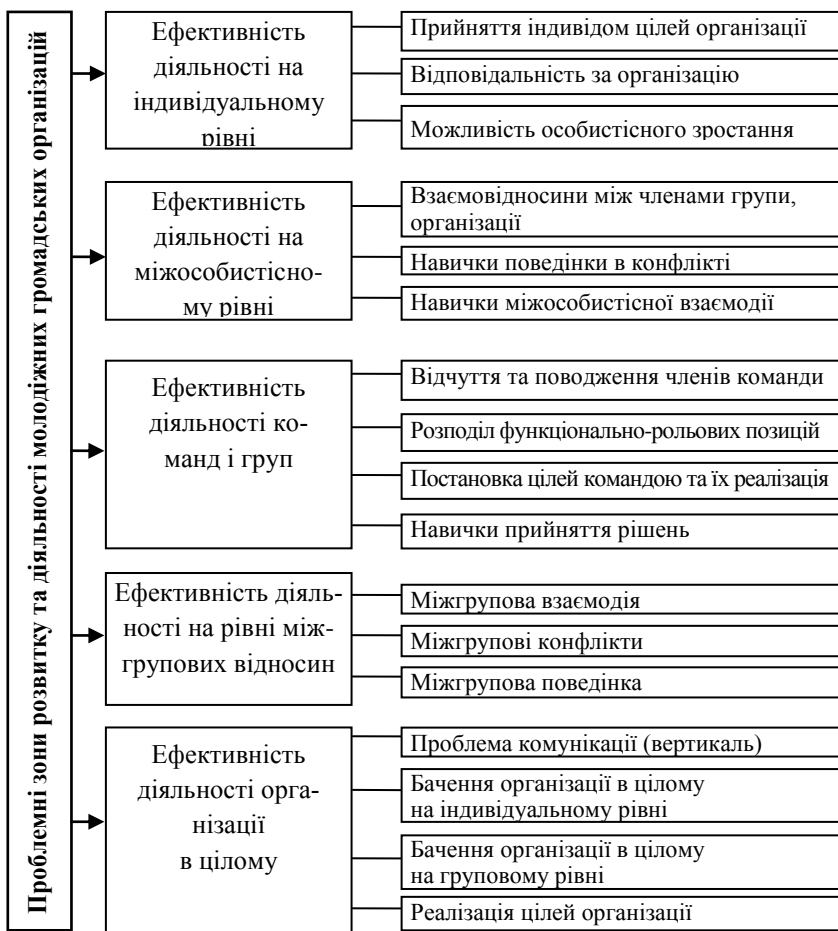 Проблемні зони розвитку та діяльності молодіжних громадських організацій
Ефективність
діяльності на
індивідуальному
рівні
Прийняття індивідом цілей організації
Відповідальність за організацію
Можливість особистісного зростання
Ефективність
діяльності на
міжособистісно-
му рівні
Взаємовідносини між членами групи,
організації
Навички поведінки в конфлікті
Навички міжособистісної взаємодії
Ефективність
діяльності ко-
манд і груп
Відчуття та поводження членів команди
Розподіл функціонально-рольових позицій
Постановка цілей командою та їх реалізація
Навички прийняття рішень
Ефективність діяль-
ності на рівні між-
групових відносин
Міжгрупова взаємодія
Міжгрупові конфлікти
Міжгрупова поведінка
Ефективність
діяльності орга-
нізації
в цілому
Проблема комунікації (вертикаль)
Бачення організації в цілому
на індивідуальному рівні
Бачення організації в цілому
на груповому рівні
Реалізація цілей організації